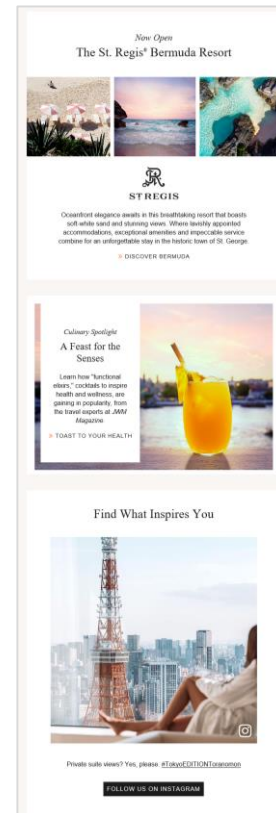 Now Open
The St. Regis® Bermuda Resort
STREGIS
Oceanfront elegance awaits in this breathtaking resort that boasts
soft white sand and stunning views. Where lavishly appointed
accommodations, exceptional amenities and impeccable service
combine for an unforgettable stay in the historic town of St. George.
» DISCOVER BERMUDA
Culinary Spotlight
A Feast for the
Senses
Learn how "functional
elixirs," cocktails to inspire
health and wellness, are
gaining in popularity, from
the travel experts at JWM
Magazine.
» TOAST TO YOUR HEALTH
Find What Inspires You
Private suite views? Yes, please #TokyoEDITIONToranomon
FOLLOW US ON INSTAGRAM